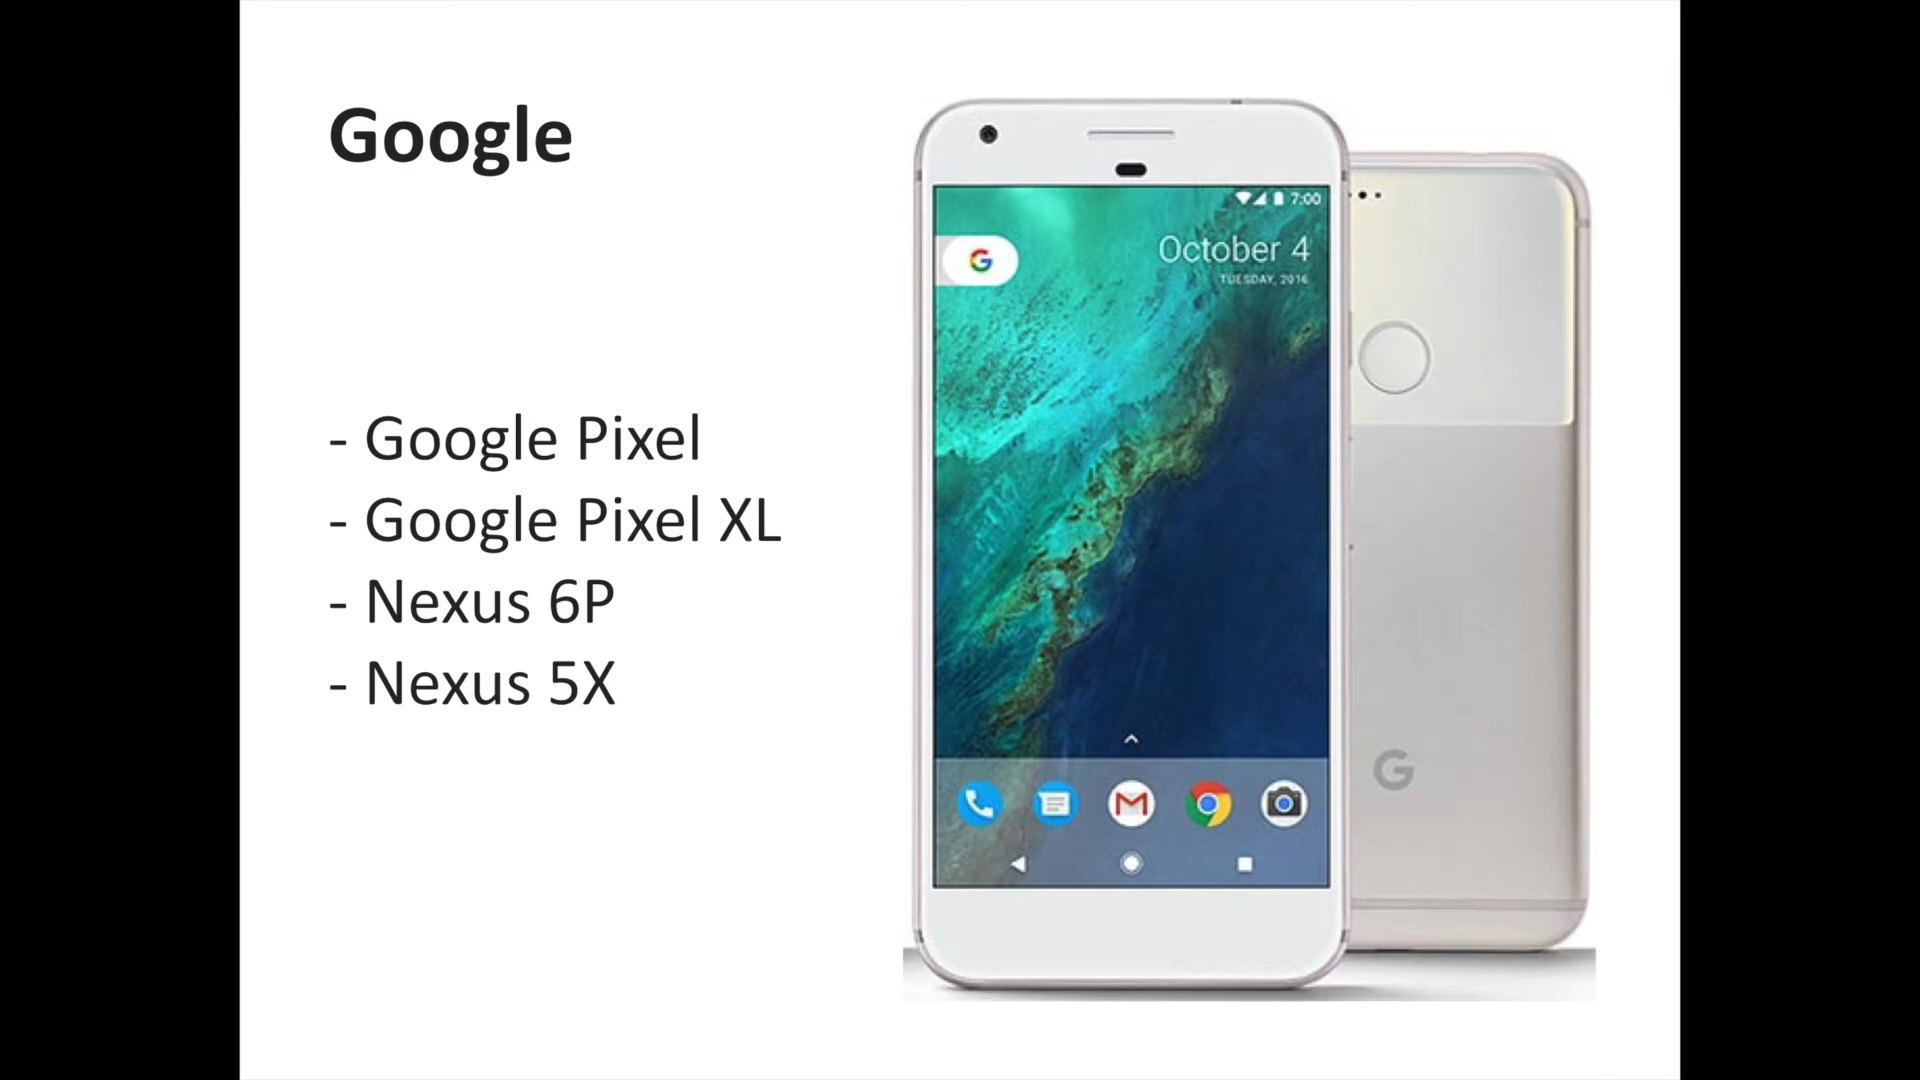 Google
- Google Pixel
- Google Pixel XL
- Nexus 6P
- Nexus 5X
7:00
G
October 4
TUESDAY, 2016
G